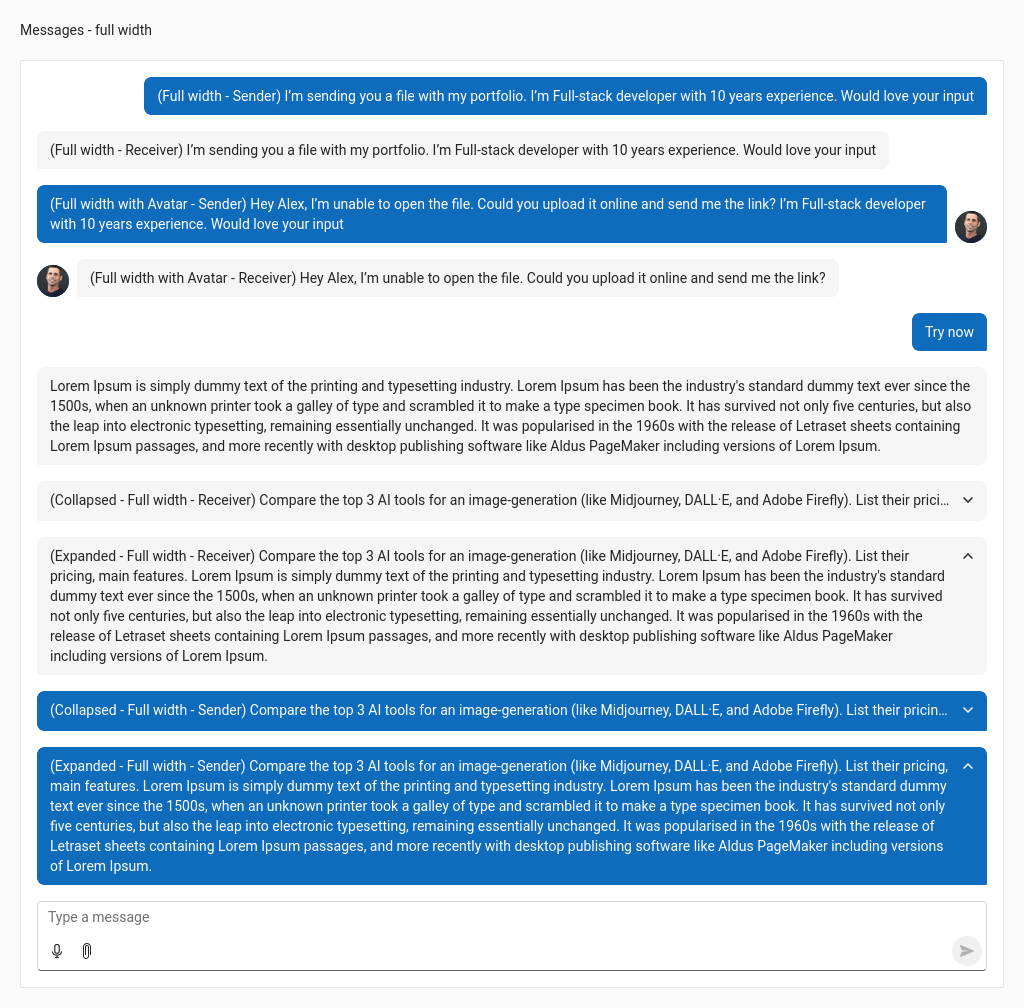 Messages - full width
(Full width - Sender) I’m sending you a file with my portfolio. I’m Full-stack developer with 10 years experience. Would love your input
(Full width - Receiver) I’m sending you a file with my portfolio. I’m Full-stack developer with 10 years experience. Would love your input
(Full width with Avatar - Sender) Hey Alex, I’m unable to open the file. Could you upload it online and send me the link? I’m Full-stack developer
with 10 years experience. Would love your input
(Full width with Avatar - Receiver) Hey Alex, I’m unable to open the file. Could you upload it online and send me the link?
Try now
Lorem Ipsum is simply dummy text of the printing and typesetting industry. Lorem Ipsum has been the industry's standard dummy text ever since the
1500s, when an unknown printer took a galley of type and scrambled it to make a type specimen book. It has survived not only five centuries, but also
the leap into electronic typesetting, remaining essentially unchanged. It was popularised in the 1960s with the release of Letraset sheets containing
Lorem Ipsum passages, and more recently with desktop publishing software like Aldus PageMaker including versions of Lorem Ipsum.
(Collapsed - Full width - Receiver) Compare the top 3 AI tools for an image-generation (like Midjourney, DALL·E, and Adobe Firefly). List their prici...
(Expanded - Full width - Receiver) Compare the top 3 AI tools for an image-generation (like Midjourney, DALL·E, and Adobe Firefly). List their
pricing, main features. Lorem Ipsum is simply dummy text of the printing and typesetting industry. Lorem Ipsum has been the industry's standard
dummy text ever since the 1500s, when an unknown printer took a galley of type and scrambled it to make a type specimen book. It has survived
not only five centuries, but also the leap into electronic typesetting, remaining essentially unchanged. It was popularised in the 1960s with the
release of Letraset sheets containing Lorem Ipsum passages, and more recently with desktop publishing software like Aldus PageMaker
including versions of Lorem Ipsum.
(Collapsed - Full width - Sender) Compare the top 3 AI tools for an image-generation (like Midjourney, DALL·E, and Adobe Firefly). List their pricin...
(Expanded - Full width - Sender) Compare the top 3 AI tools for an image-generation (like Midjourney, DALL·E, and Adobe Firefly). List their pricing,
main features. Lorem Ipsum is simply dummy text of the printing and typesetting industry. Lorem Ipsum has been the industry's standard dummy
text ever since the 1500s, when an unknown printer took a galley of type and scrambled it to make a type specimen book. It has survived not only
five centuries, but also the leap into electronic typesetting, remaining essentially unchanged. It was popularised in the 1960s with the release of
Letraset sheets containing Lorem Ipsum passages, and more recently with desktop publishing software like Aldus PageMaker including versions
of Lorem Ipsum.
Type a message